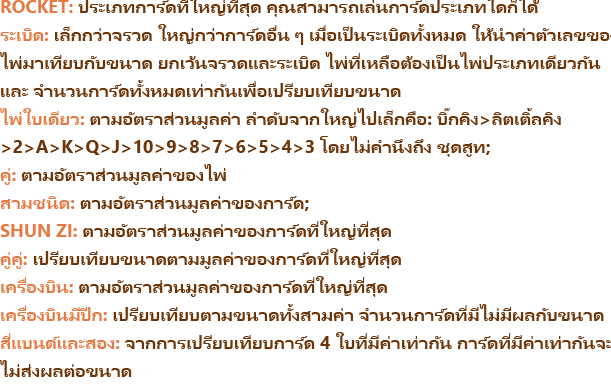 ROCKET: ประเภทการ์ดที่ใหญ่ที่สุด คุณสามารถเล่นการ์ดประเภทใดก็ได้
ระเบิด: เล็กกว่าจรวด ใหญ่กว่าการ์ดอื่น ๆ เมื่อเป็นระเบิดทั้งหมด ให้นำค่าตัวเลขของ
ไพ่มาเทียบกับขนาด ยกเว้นจรวดและระเบิด ไพ่ที่เหลือต้องเป็นไพ่ประเภทเดียวกัน
และ จำนวนการ์ดทั้งหมดเท่ากันเพื่อเปรียบเทียบขนาด
ไพ่ใบเดียว: ตามอัตราส่วนมูลค่า ลำดับจากใหญ่ไปเล็กคือ: บิ๊กคิง>ลิตเติ้ลคิง
>2>A>K>Q>J>10>9>8>7>6>5>4>3 โดยไม่คำนึงถึง ชุดสูท;
คู่: ตามอัตราส่วนมูลค่าของไพ่
สามชนิด: ตามอัตราส่วนมูลค่าของการ์ด;
SHUN ZI: ตามอัตราส่วนมูลค่าของการ์ดที่ใหญ่ที่สุด
คู่คู่: เปรียบเทียบขนาดตามมูลค่าของการ์ดที่ใหญ่ที่สุด
เครื่องบิน: ตามอัตราส่วนมูลค่าของการ์ดที่ใหญ่ที่สุด
เครื่องบินมีปีก: เปรียบเทียบตามขนาดทั้งสามค่า จำนวนการ์ดที่มีไม่มีผลกับขนาด
สี่แบนด์และสอง: จากการเปรียบเทียบการ์ด 4 ใบที่มีค่าเท่ากัน การ์ดที่มีค่าเท่ากันจะ
ไม่ส่งผลต่อขนาด